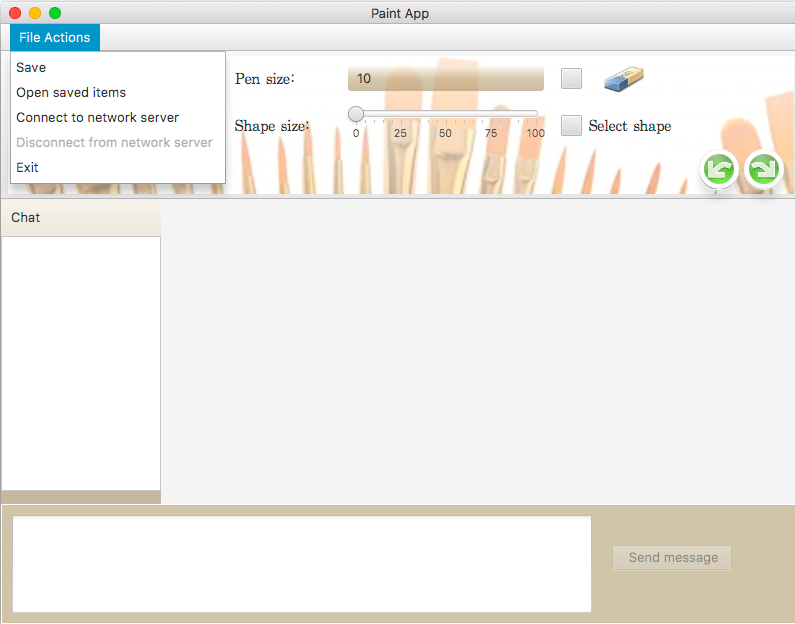 Paint App
File Actions
Save
Open saved items
Connect to network server
Disconnect from network server
Exit
Pen size:
10
Shape size:
0 25 50 75 100
Select shape
Chat
Send message